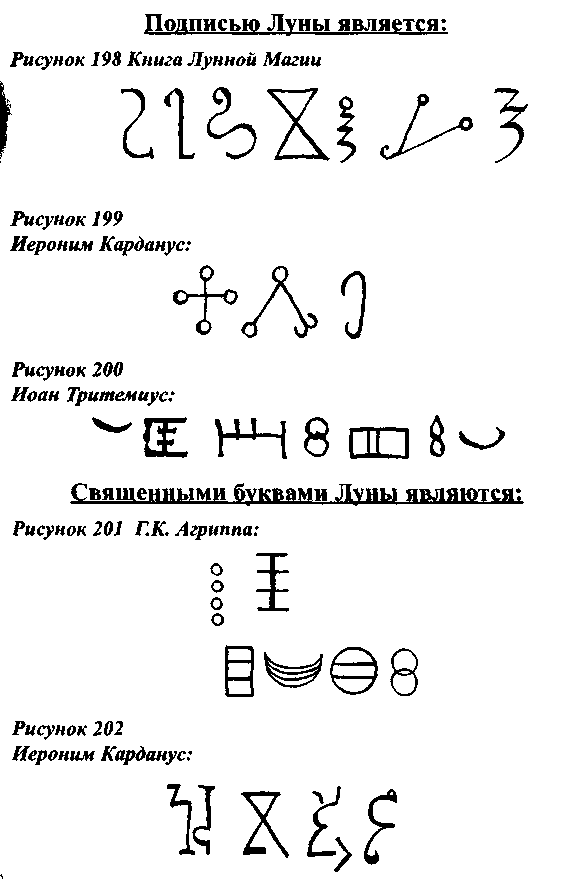 Подписью Луны является:
Рисунок 198 Книга Лунной Магии
Рисунок 199
Иероним Карданус:
Рисунок 200
Иоан Тритемиус:
Священными буквами Луны являются:
Рисунок 201 Г.К. Агриппа:
Рисунок 202
Иероним Карданус: